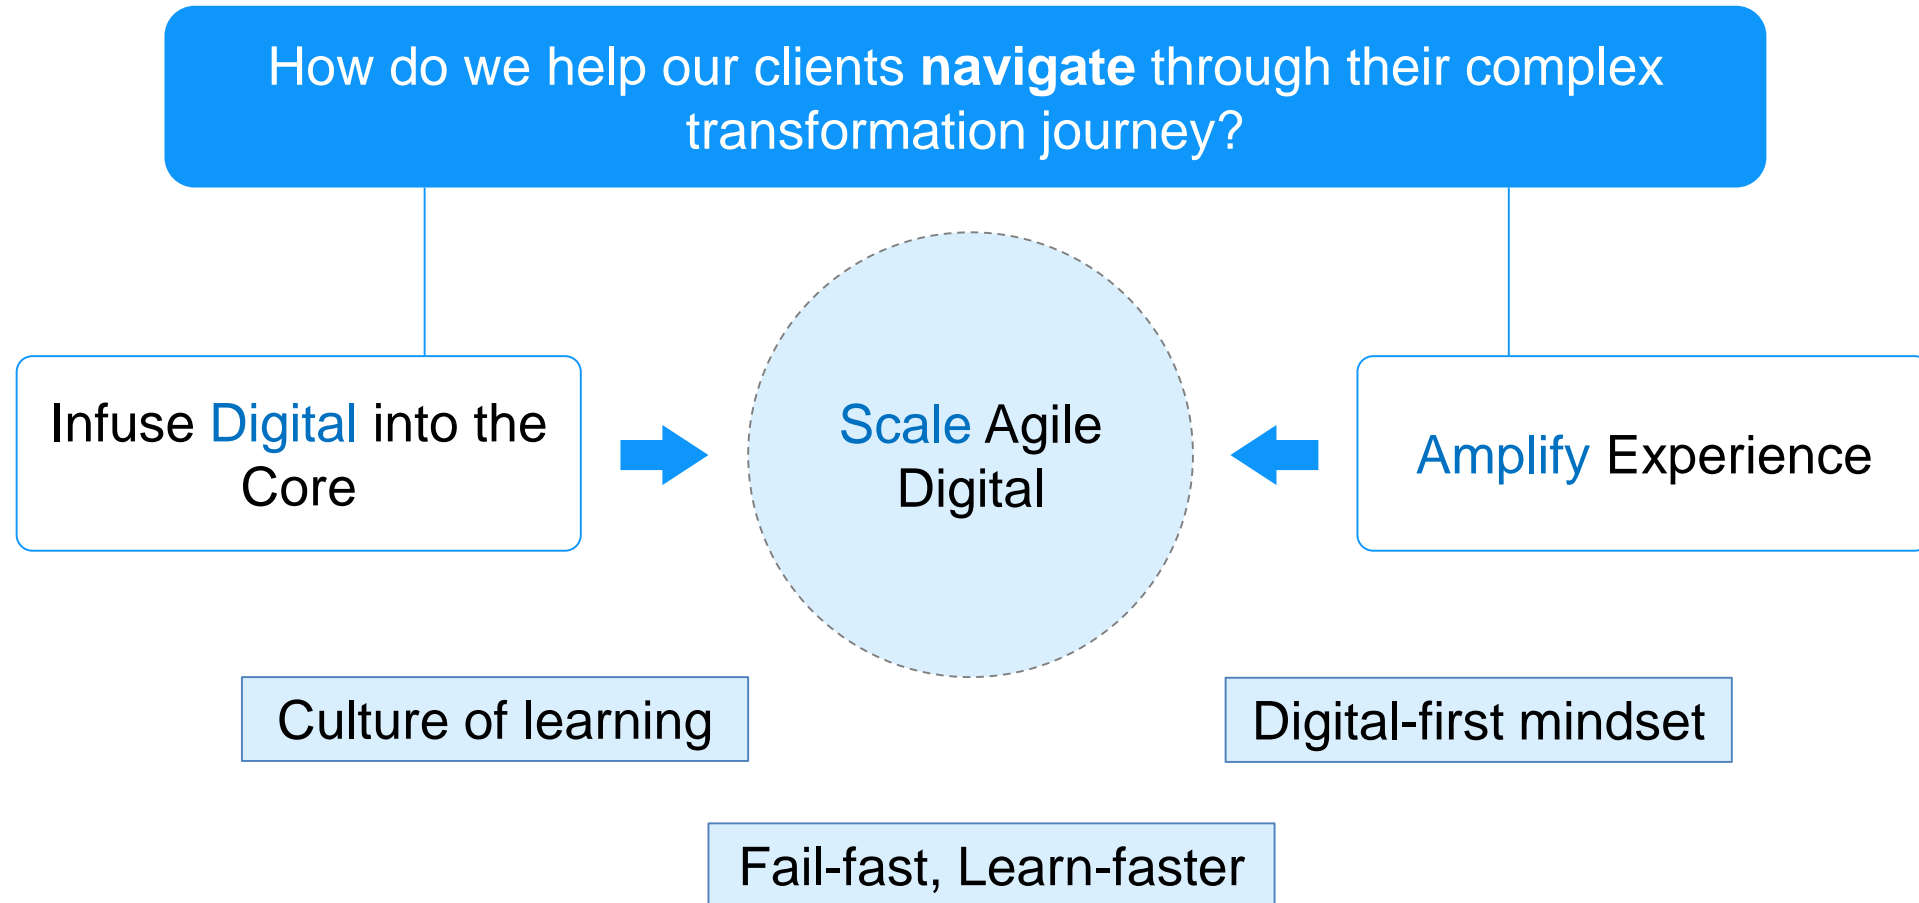 How do we help our clients navigate through their complex
transformation journey?
Infuse Digital into the
Core
Scale Agile
Digital
Amplify Experience
Culture of learning
Digital-first mindset
Fail-fast, Learn-faster